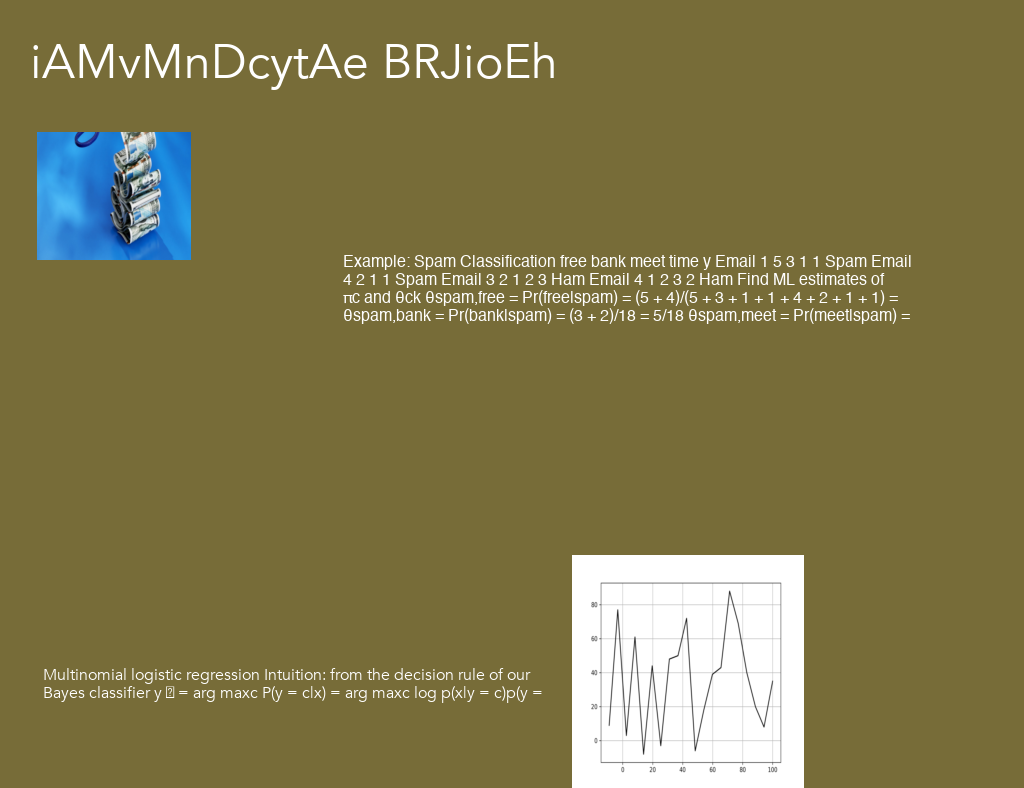 iAMvMnDcytAe BRJioEh
Example: Spam Classification free bank meet time y Email 1 5 3 1 1 Spam Email
4 2 1 1 Spam Email 3 2 1 2 3 Ham Email 4 1 2 3 2 Ham Find ML estimates of
πc and θck θspam,free = Pr(free|spam) = (5 + 4)/(5 + 3 + 1 + 1 + 4 + 2 + 1 + 1) =
θspam,bank = Pr(bank|spam) = (3 + 2)/18 = 5/18 θspam,meet = Pr(meet|spam) =
Multinomial logistic regression Intuition: from the decision rule of our
Bayes classifier y = arg maxc P(y = c|x) = arg maxc log p(x|y = c)p(y =
80
60
40
20
0
0 20 40 60 80 100